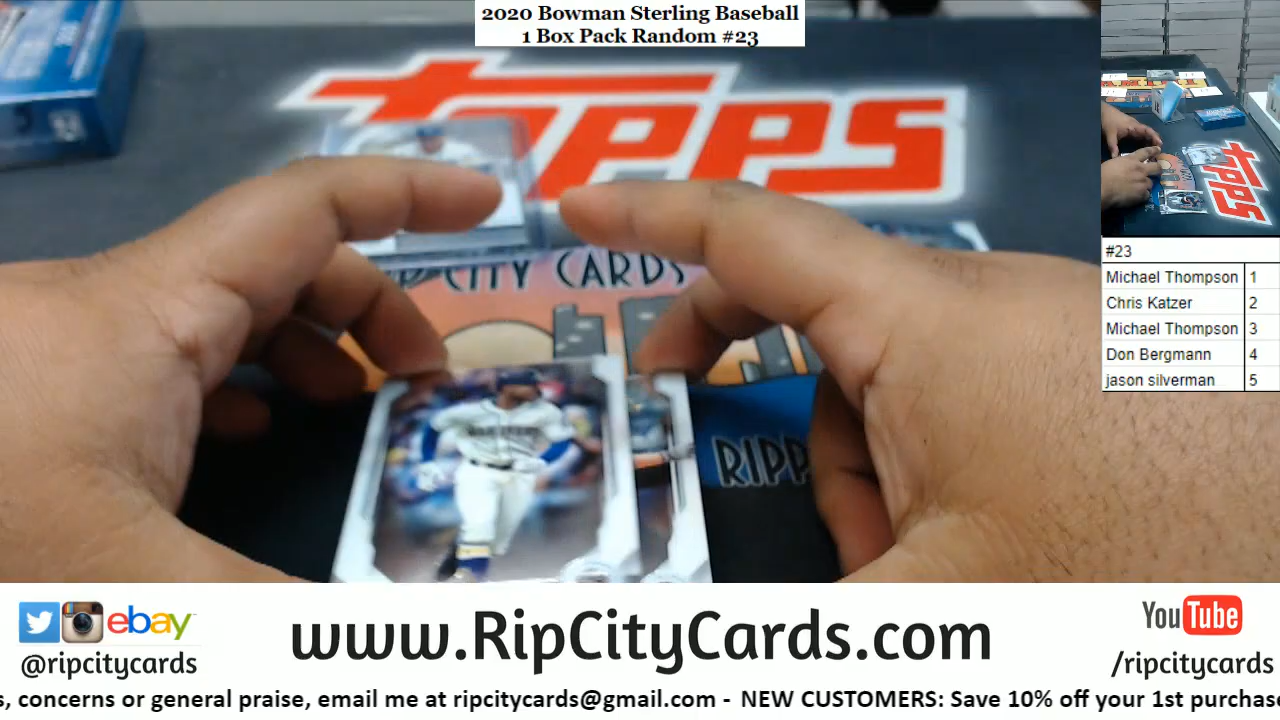 2020 Bowman Sterling Baseball
1 Box Pack Random #23
TOPPS
CITY CARDS
RIPP
TOPPS
#23
Michael Thompson 1
Chris Katzer 2
Michael Thompson 3
Don Bergmann 4
jason silverman 5
ebay
@ripcitycards
www.RipCityCards.com
YouTube
/ripcitycards
s, concerns or general praise, email me at ripcitycards@gmail.com - NEW CUSTOMERS: Save 10% off your 1st purchase